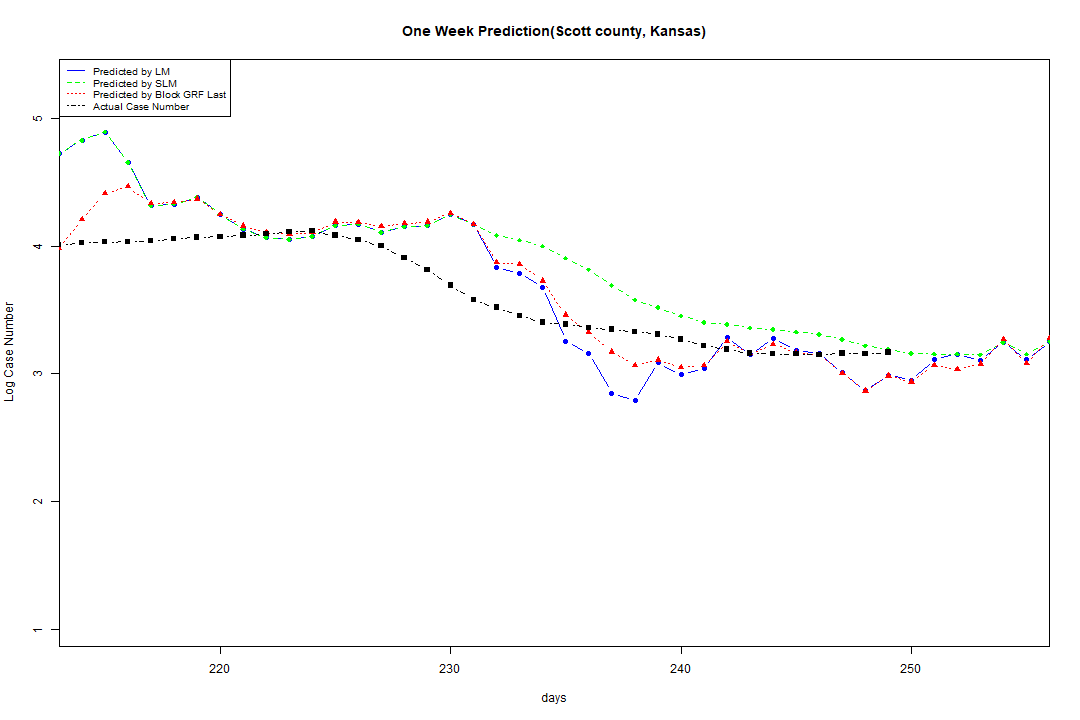 One Week Prediction(Scott county, Kansas)
Predicted by LM
Predicted by SLM
Predicted by Block GRF Last
Actual Case Number
5
4
3
2
1
Log Case Number
220
230
240
250
days